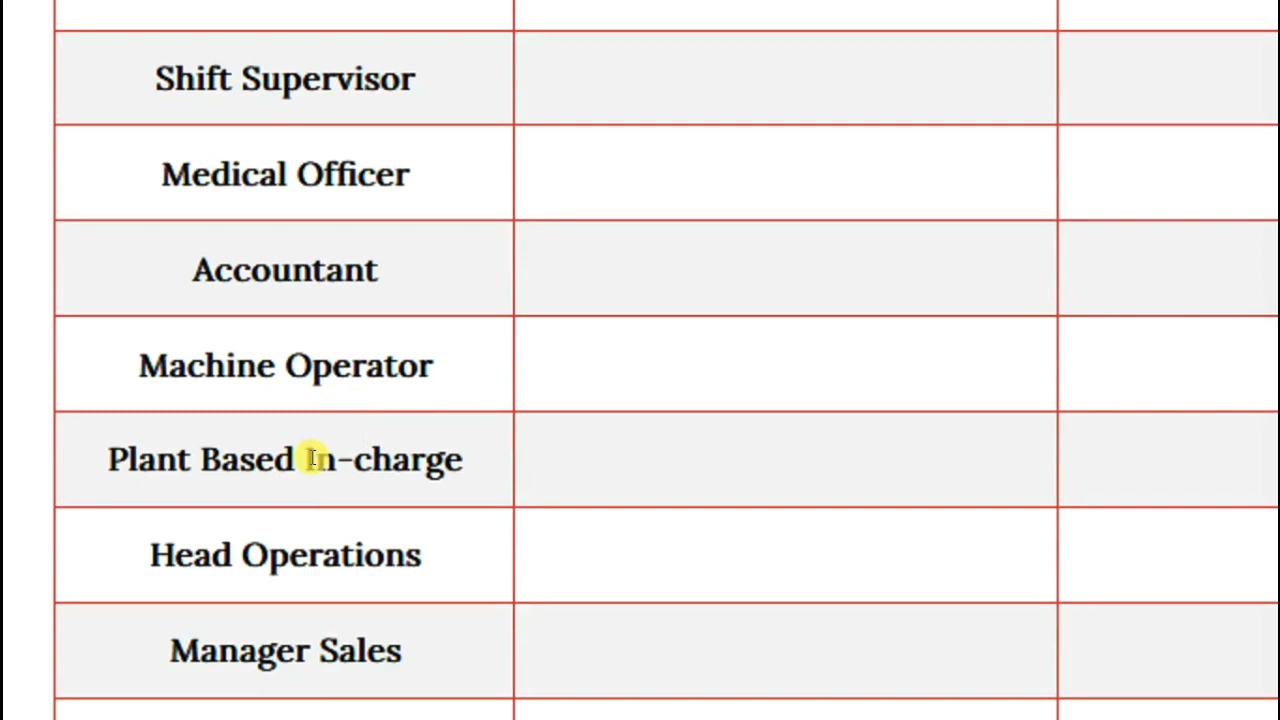 Shift Supervisor
Medical Officer
Accountant
Machine Operator
Plant Based In-charge
Head Operations
Manager Sales